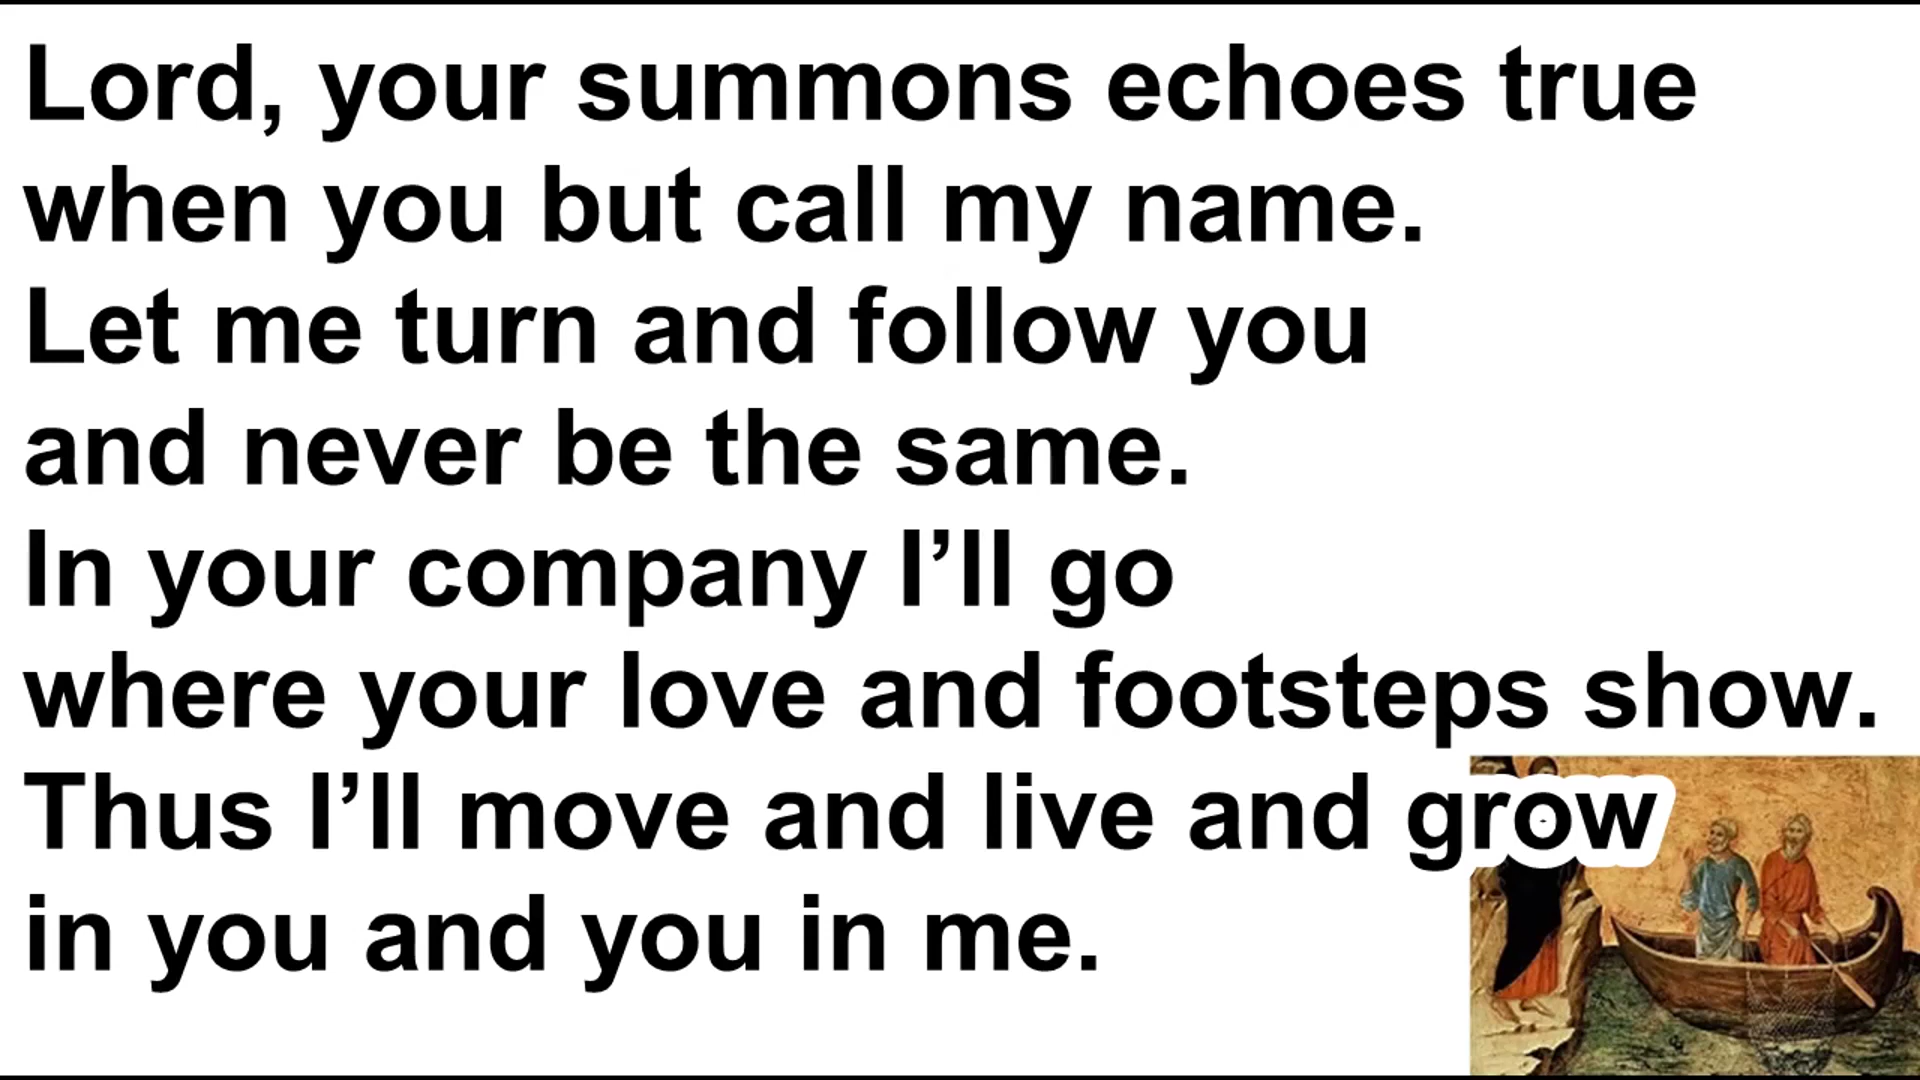 Lord, your summons echoes true
when you but call my name.
Let me turn and follow you
and never be the same.
In your company I’ll go
where your love and footsteps show.
Thus I’ll move and live and grow
in you and you in me.